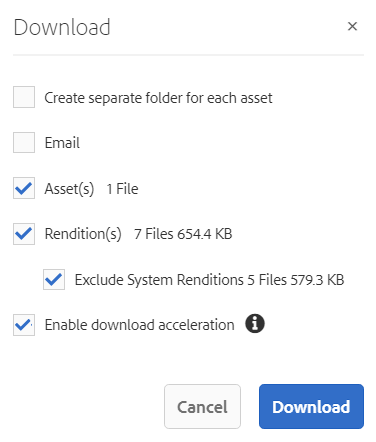 Download
Create separate folder for each asset
Email
Asset(s) 1 File
Rendition(s) 7 Files 654.4 KB
Exclude System Renditions 5 Files 579.3 KB
Enable download acceleration
Cancel Download